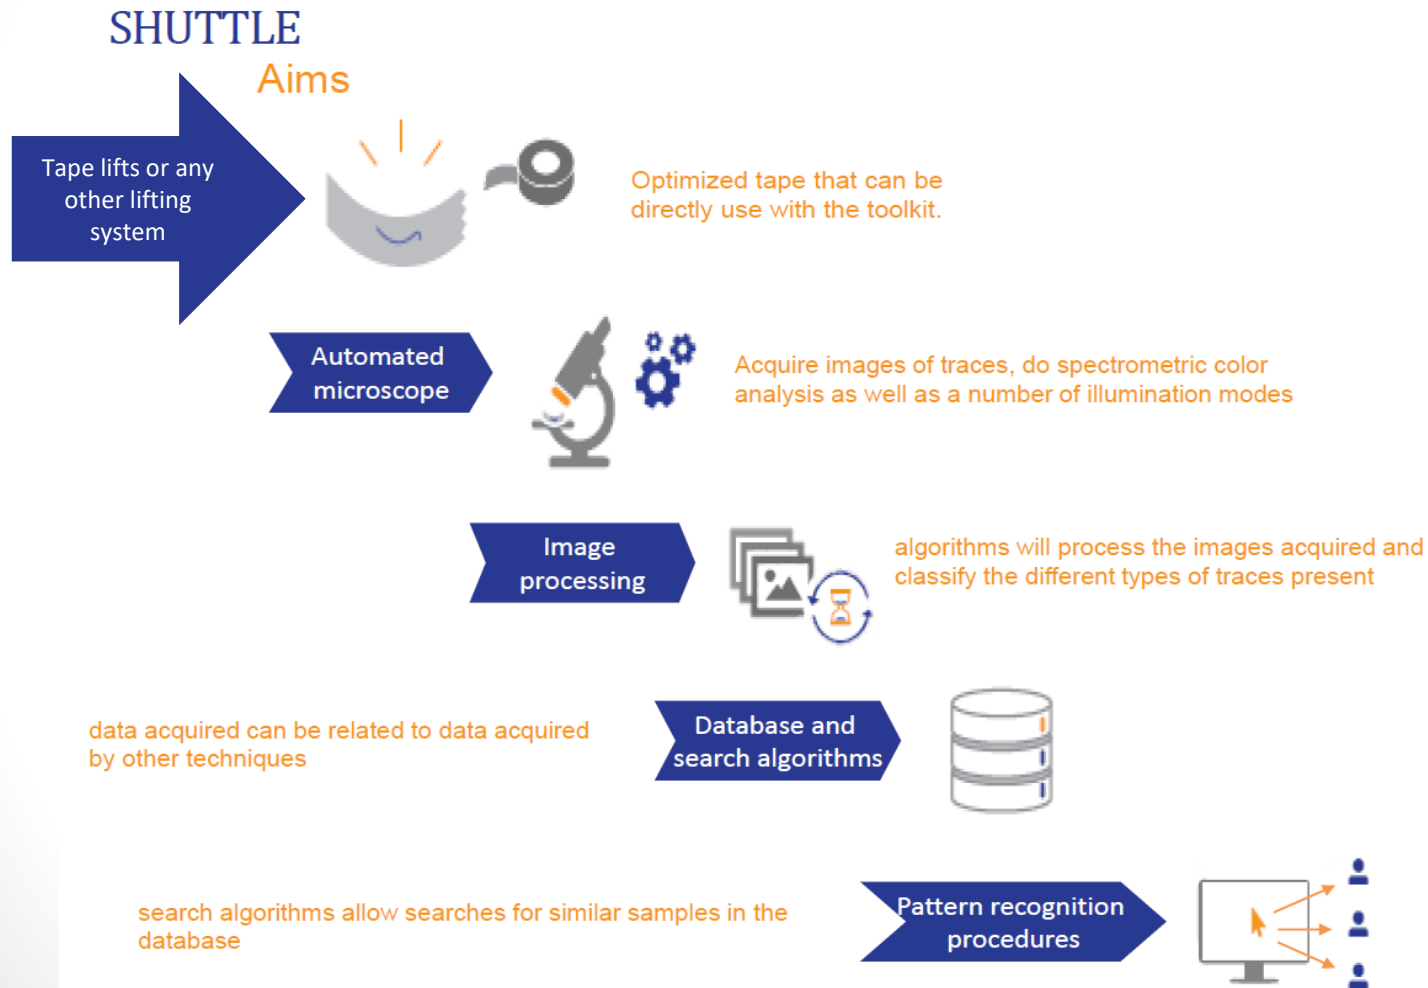 SHUTTLE
Aims
Tape lifts or any
other lifting
system
Optimized tape that can be
directly use with the toolkit.
Automated
microscope
Acquire images of traces, do spectrometric color
analysis as well as a number of illumination modes
Image
processing
algorithms will process the images acquired and
classify the different types of traces present
data acquired can be related to data acquired
by other techniques
Database and
search algorithms
search algorithms allow searches for similar samples in the
database
Pattern recognition
procedures